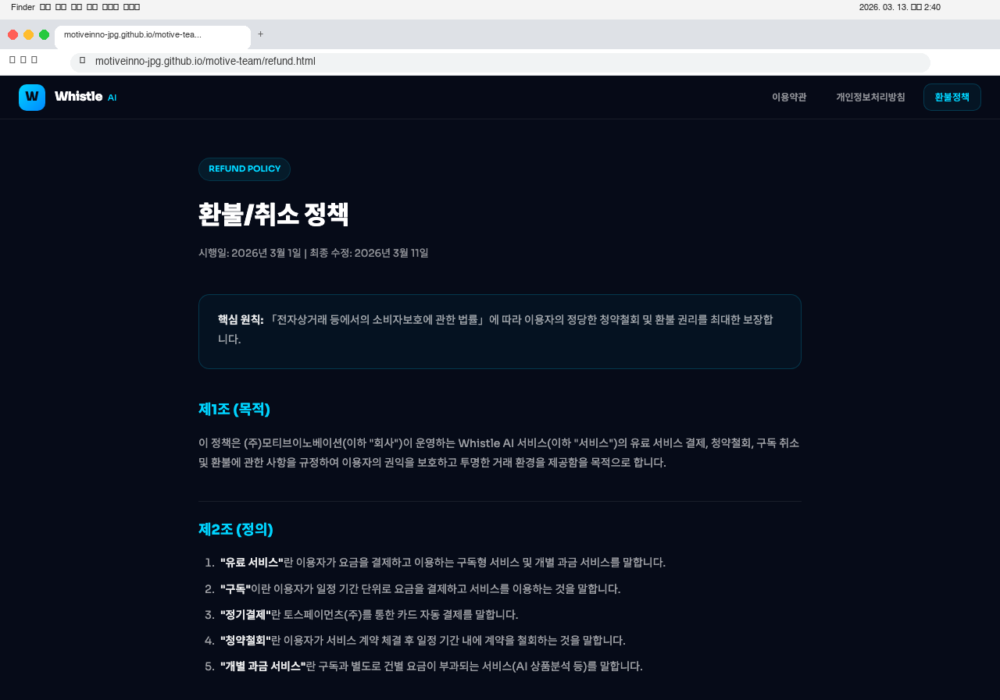 Finder
2026. 03. 13. 2:40
motiveinno-jpg.github.io/motive-tea...
+
motiveinno-jpg.github.io/motive-team/refund.html
W Whistle AI
이용약관
개인정보처리방침
환불정책
REFUND POLICY
환불/취소 정책
시행일: 2026년 3월 1일 | 최종 수정: 2026년 3월 11일
핵심 원칙: 「전자상거래 등에서의 소비자보호에 관한 법률」에 따라 이용자의 정당한 청약철회 및 환불 권리를 최대한 보장합
니다.
제1조 (목적)
이 정책은 (주)모티브이노베이션(이하 "회사")이 운영하는 Whistle AI 서비스(이하 "서비스")의 유료 서비스 결제, 청약철회, 구독 취소
및 환불에 관한 사항을 규정하여 이용자의 권익을 보호하고 투명한 거래 환경을 제공함을 목적으로 합니다.
제2조 (정의)
1. "유료 서비스"란 이용자가 요금을 결제하고 이용하는 구독형 서비스 및 개별 과금 서비스를 말합니다.
2. "구독"이란 이용자가 일정 기간 단위로 요금을 결제하고 서비스를 이용하는 것을 말합니다.
3. "정기결제"란 토스페이먼츠(주)를 통한 카드 자동 결제를 말합니다.
4. "청약철회"란 이용자가 서비스 계약 체결 후 일정 기간 내에 계약을 철회하는 것을 말합니다.
5. "개별 과금 서비스"란 구독과 별도로 건별 요금이 부과되는 서비스(AI 상품분석 등)를 말합니다.